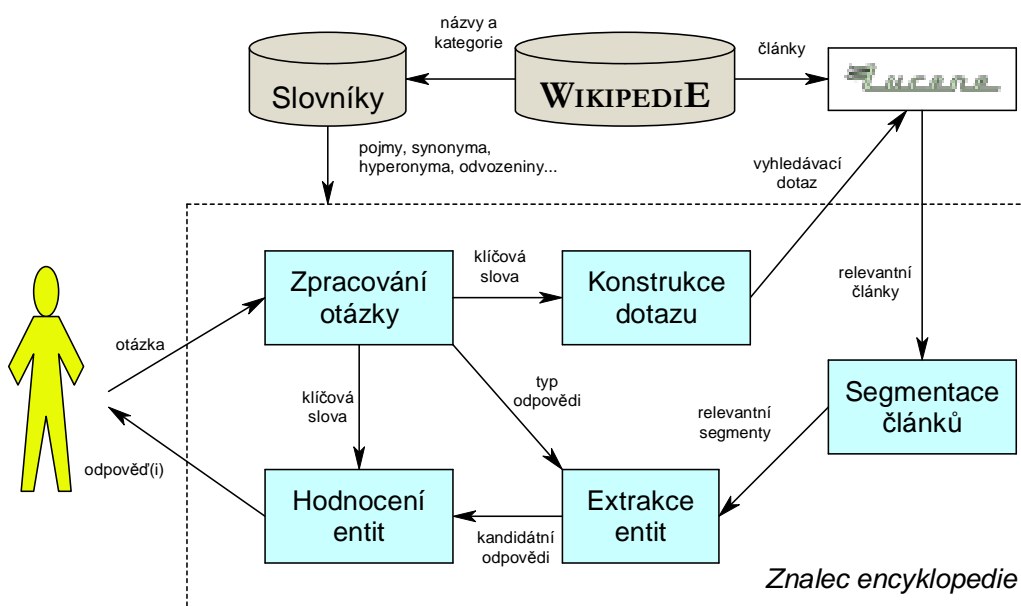 názvy a
kategorie
články
Slovníky
WIKIPEDIE
Lucene
pojmy, synonyma,
hyperonyma, odvozeniny...
vyhledávací
dotaz
Zpracování
otázky
klíčová
slova
Konstrukce
dotazu
relevantní
články
otázka
klíčová
slova
typ
odpovědi
relevantní
segmenty
Segmentace
článků
odpověď(i)
Hodnocení
entit
kandidátní
odpovědi
Extrakce
entit
Znalec encyklopedie